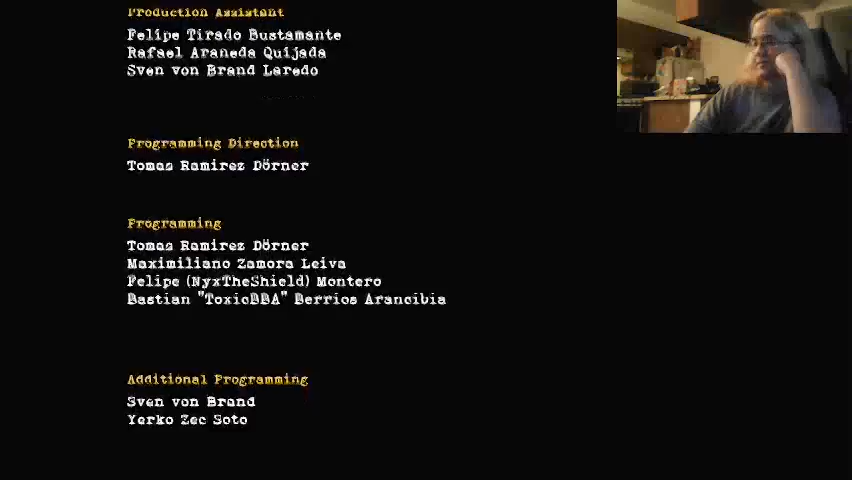 Production Assistant
Felipe Tirado Bustamante
Rafael Araneda Quijada
Sven von Brand Laredo
Programming Direction
Tomas Ramirez Dörner
Programming
Tomas Ramirez Dörner
Maximiliano Zamora Leiva
Felipe (NyxTheShield) Montero
Bastian "ToxicBBA" Berrios Arancibia
Additional Programming
Sven von Brand
Yerko Zec Soto